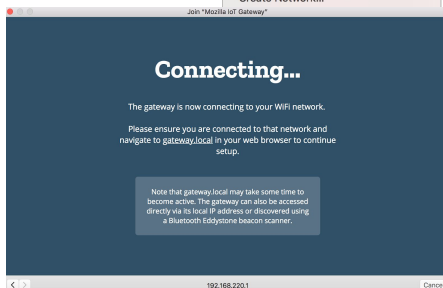 Create Network...
Join "Mozilla IoT Gateway"
Connecting...
The gateway is now connecting to your WiFi network.
Please ensure you are connected to that network and
navigate to gateway.local in your web browser to continue
setup.
Note that gateway.local may take some time to
become active. The gateway can also be accessed
directly via its local IP address or discovered using
a Bluetooth Eddystone beacon scanner.
192.168.220.1
Cance